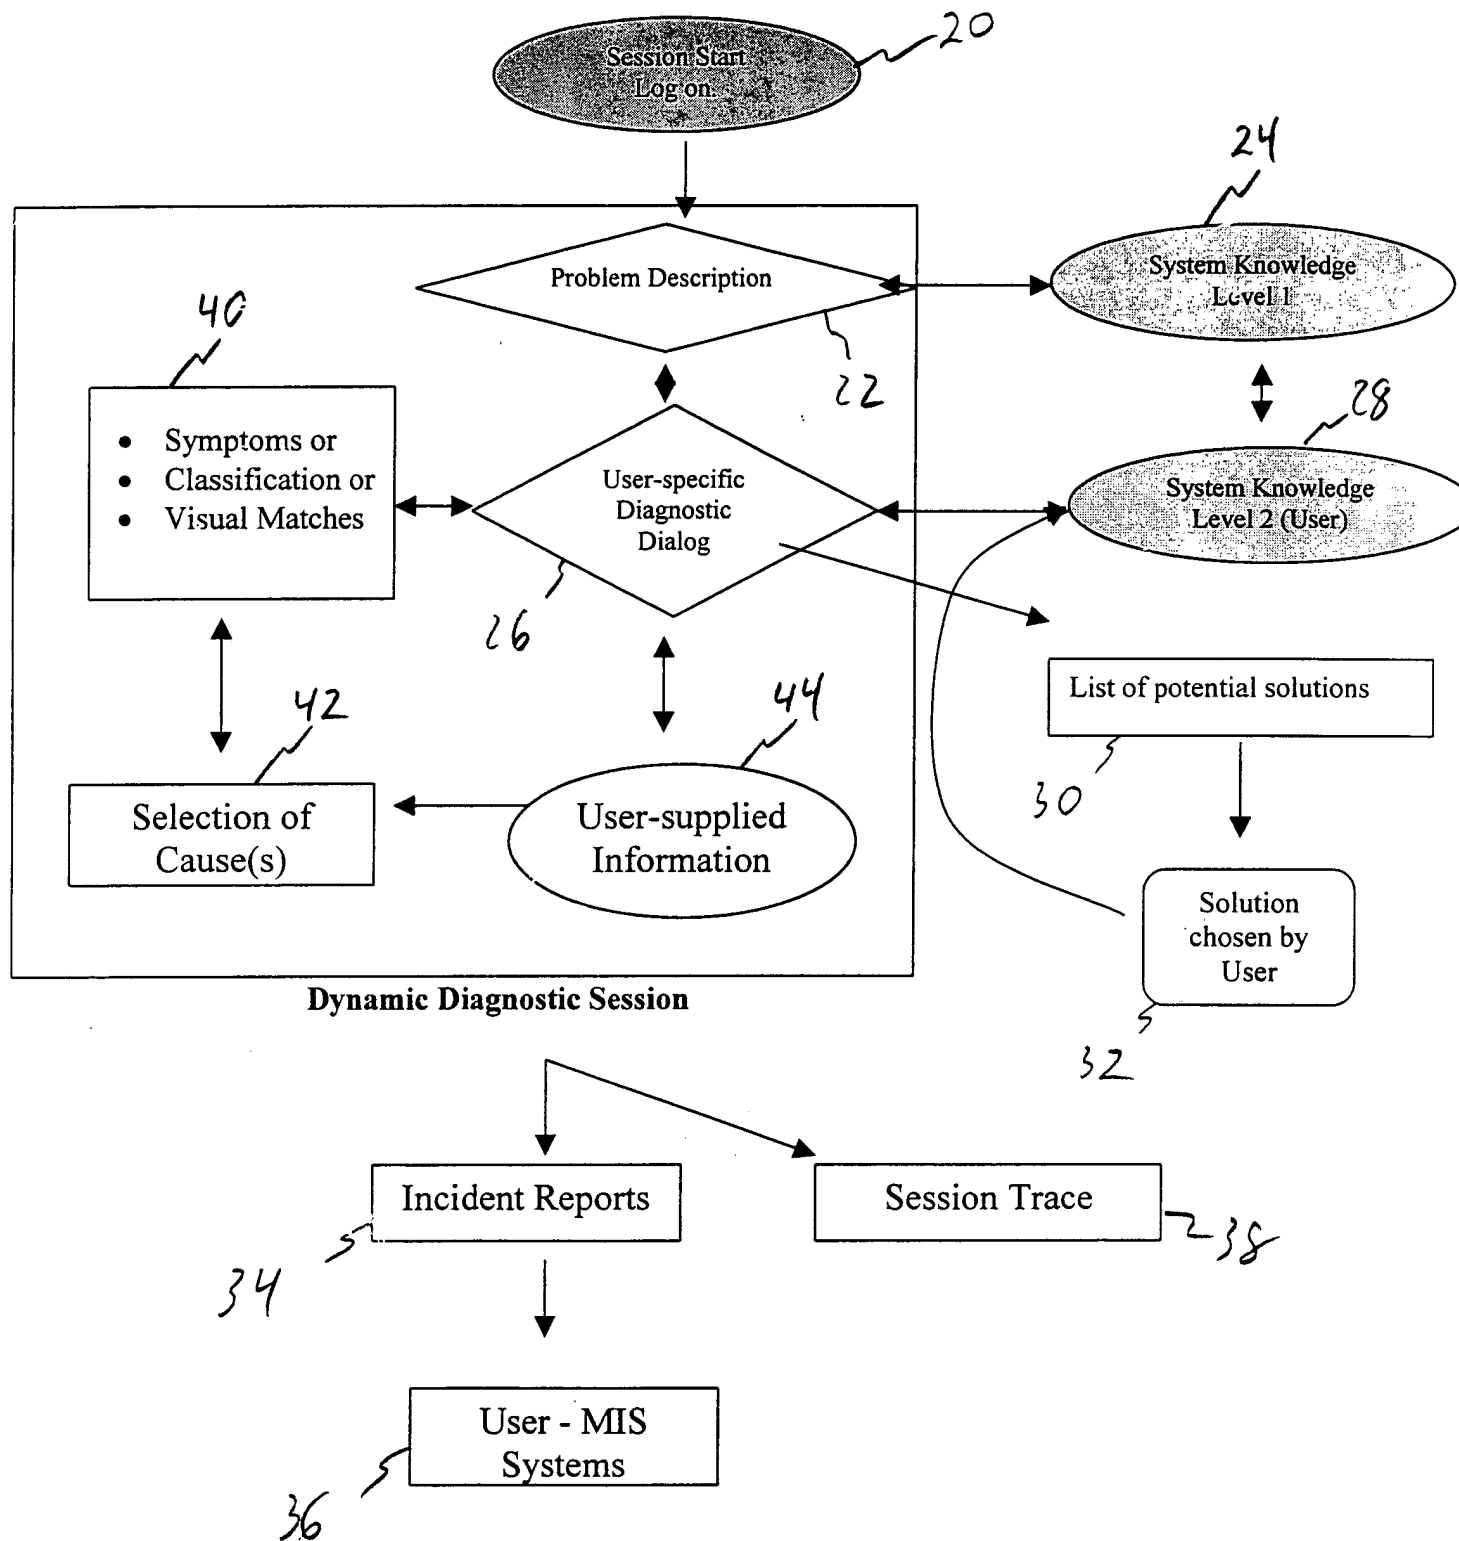 Session Start
Log on.
20
24
Problem Description
System Knowledge
Level 1
40
22
28
• Symptoms or
• Classification or
• Visual Matches
User-specific
Diagnostic
Dialog
System Knowledge
Level 2 (User)
26
42
44
List of potential solutions
30
Selection of
Cause(s)
User-supplied
Information
Solution
chosen by
User
Dynamic Diagnostic Session
32
Incident Reports
Session Trace
34
38
User - MIS
Systems
36